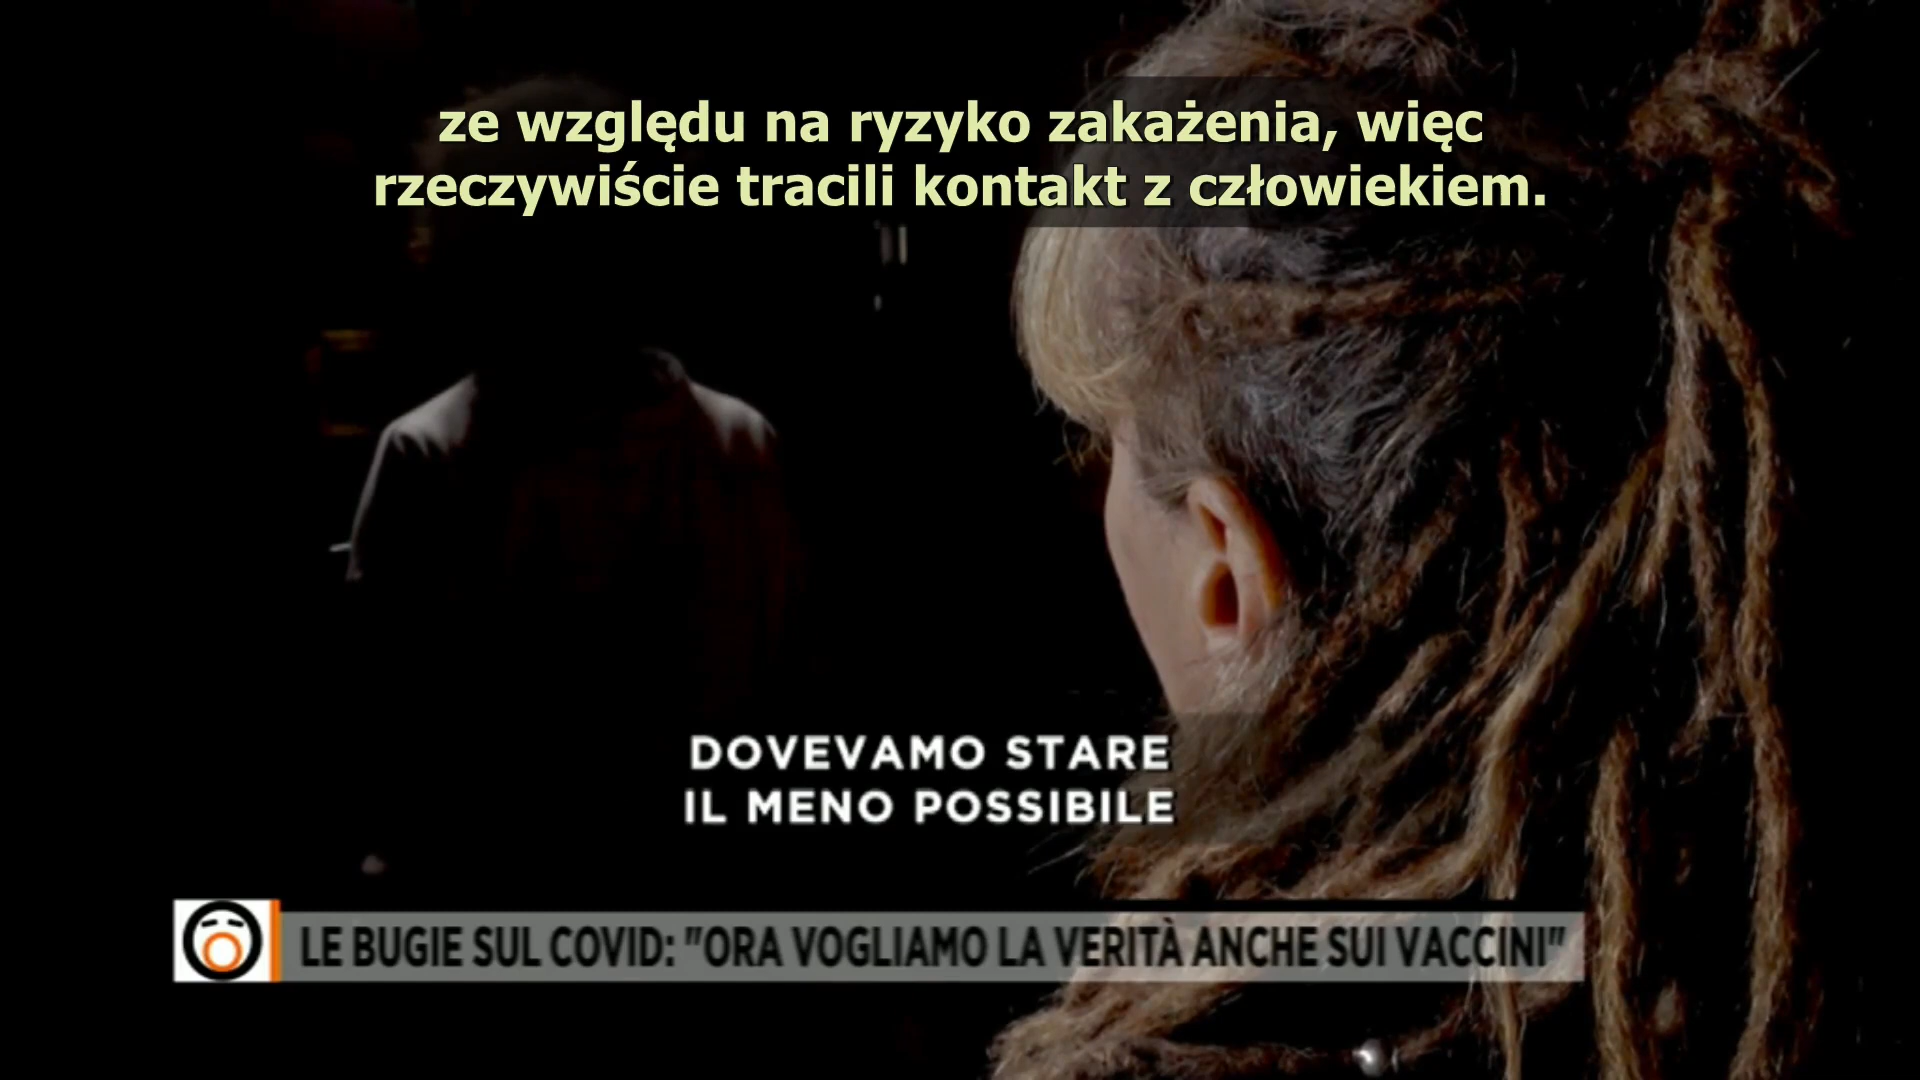 ze względu na ryzyko zakażenia, więc
rzeczywiście tracili kontakt z człowiekiem.
DOVEVAMO STARE
IL MENO POSSIBILE
LE BUGIE SUL COVID: "ORA VOGLIAMO LA VERITÀ ANCHE SUI VACCINI"